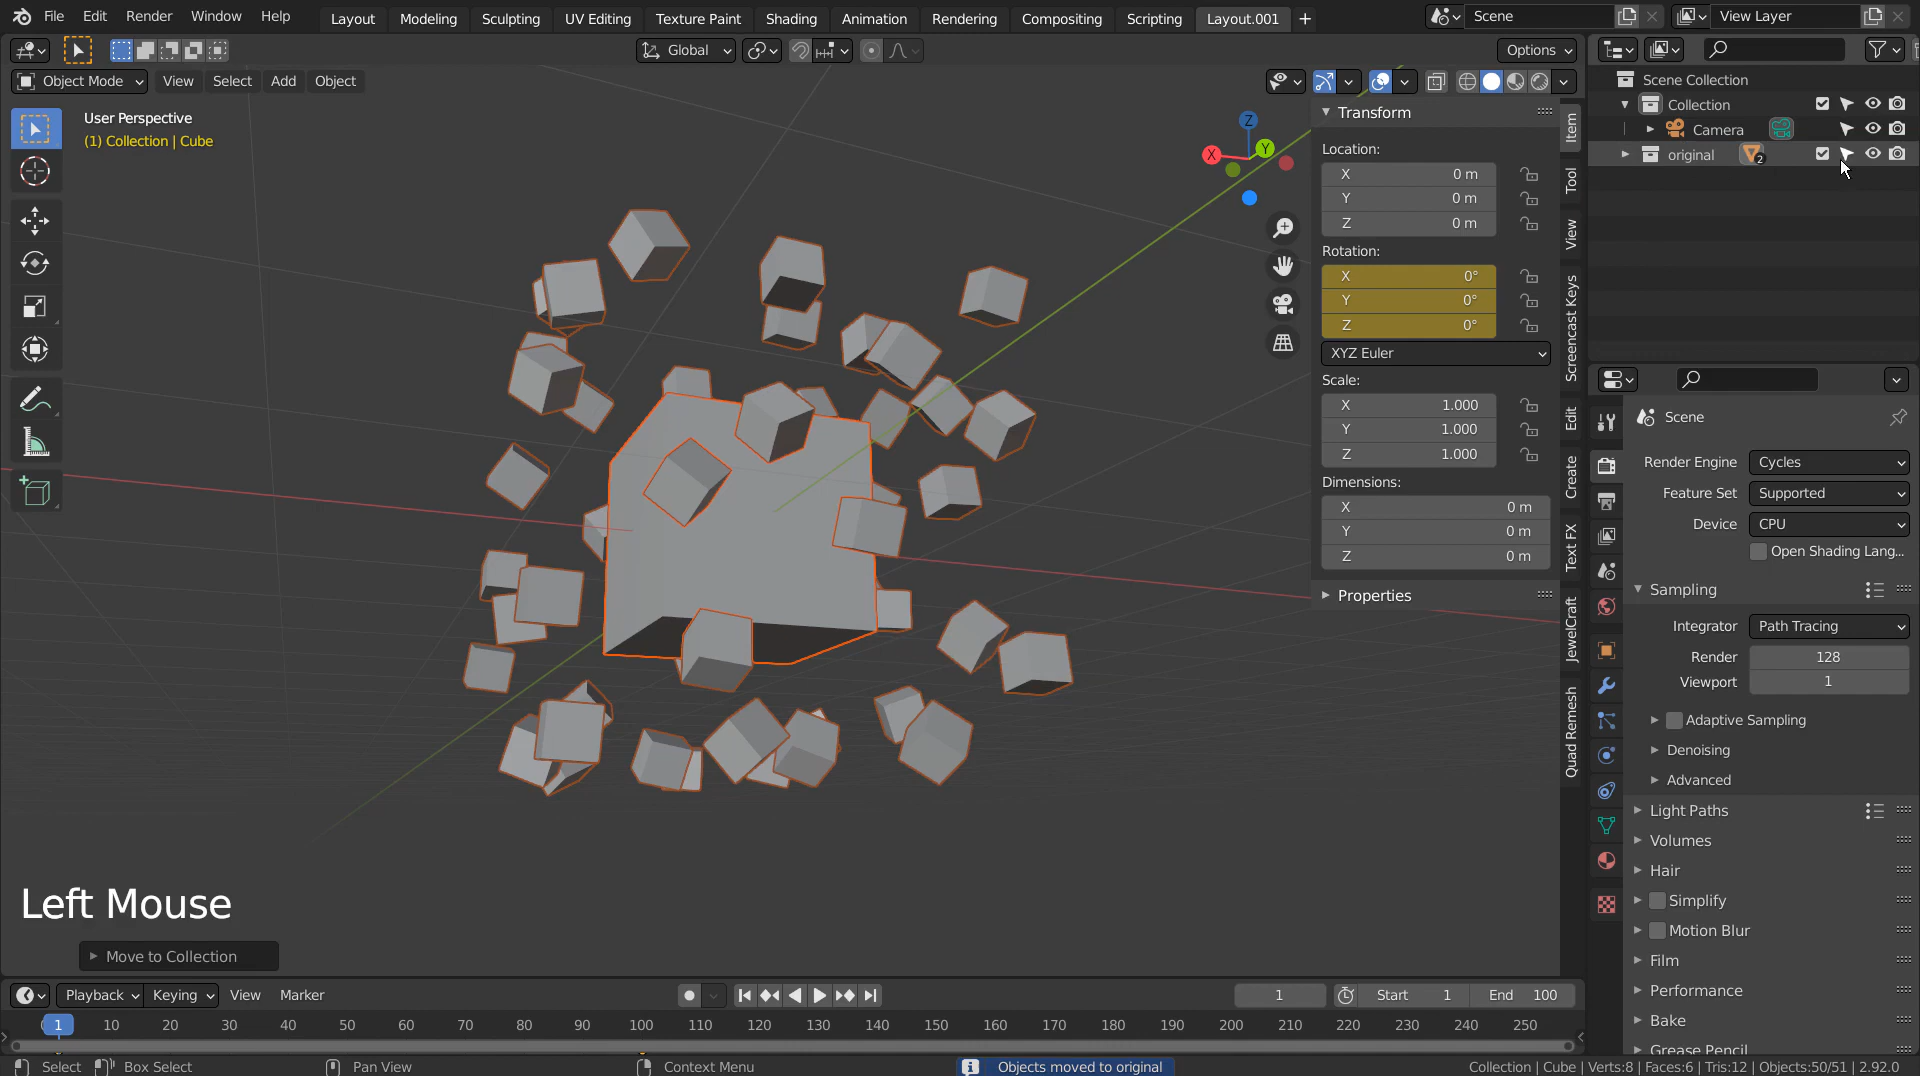 File Edit Render Window Help Layout Modeling Sculpting UV Editing Texture Paint Shading Animation Rendering Compositing Scripting Layout.001 + Scene View Layer
Global Options
Object Mode View Select Add Object
User Perspective
(1) Collection | Cube
Z
Y
X
Transform
Location:
X 0 m
Y 0 m
Z 0 m
Rotation:
X 0°
Y 0°
Z 0°
XYZ Euler
Scale:
X 1.000
Y 1.000
Z 1.000
Dimensions:
X 0 m
Y 0 m
Z 0 m
Properties
Item
Tool
View
Screencast Keys
Edit
Create
Text FX
JewelCraft
Quad Remesh
Scene Collection
Collection
Camera
original 2
Scene
Render Engine Cycles
Feature Set Supported
Device CPU
Open Shading Lang...
Sampling
Integrator Path Tracing
Render 128
Viewport 1
Adaptive Sampling
Denoising
Advanced
Light Paths
Volumes
Hair
Simplify
Motion Blur
Film
Performance
Bake
Grease Pencil
Left Mouse
Move to Collection
Playback Keying View Marker 1 Start 1 End 100
1 10 20 30 40 50 60 70 80 90 100 110 120 130 140 150 160 170 180 190 200 210 220 230 240 250
Select Box Select Pan View Context Menu Objects moved to original Collection | Cube | Verts:8 | Faces:6 | Tris:12 | Objects:50/51 | 2.92.0